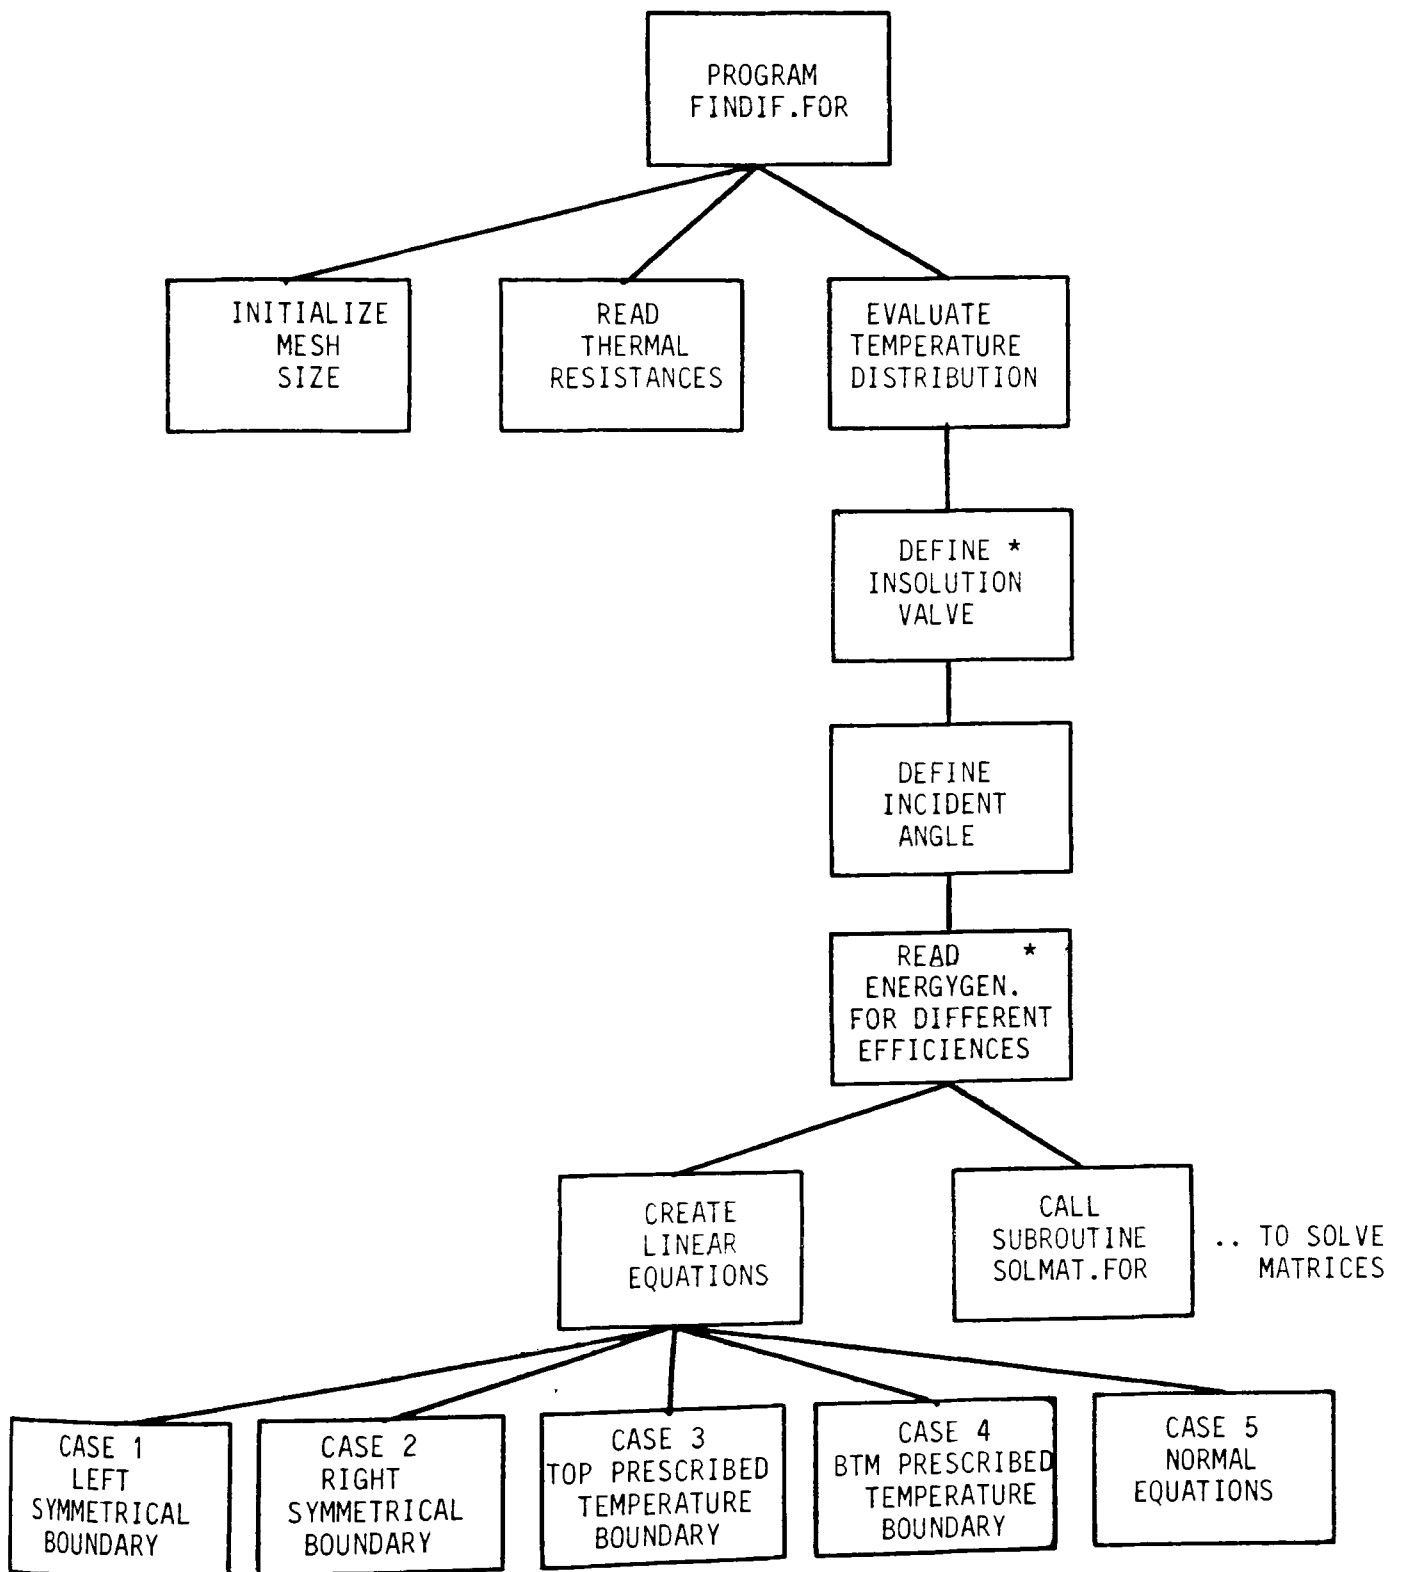 PROGRAM
FINDIF.FOR
INITIALIZE
MESH
SIZE
READ
THERMAL
RESISTANCES
EVALUATE
TEMPERATURE
DISTRIBUTION
DEFINE *
INSOLUTION
VALVE
DEFINE
INCIDENT
ANGLE
READ *
ENERGYGEN.
FOR DIFFERENT
EFFICIENCES
CREATE
LINEAR
EQUATIONS
CALL
SUBROUTINE
SOLMAT.FOR
.. TO SOLVE
MATRICES
CASE 1
LEFT
SYMMETRICAL
BOUNDARY
CASE 2
RIGHT
SYMMETRICAL
BOUNDARY
CASE 3
TOP PRESCRIBED
TEMPERATURE
BOUNDARY
CASE 4
BTM PRESCRIBED
TEMPERATURE
BOUNDARY
CASE 5
NORMAL
EQUATIONS